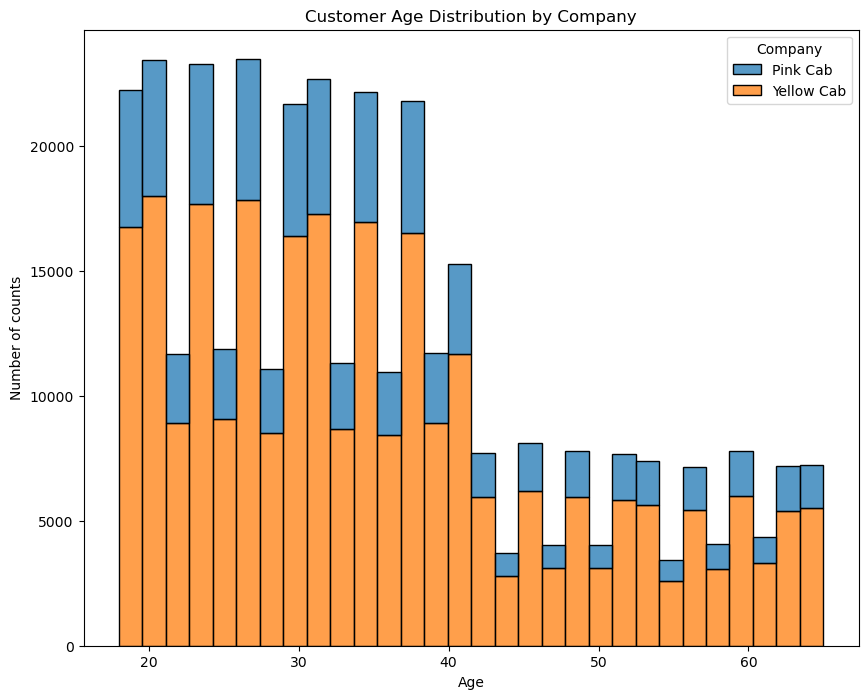 Customer Age Distribution by Company
Company
Pink Cab
Yellow Cab
Number of counts
20000
15000
10000
5000
0
20
30
40
50
60
Age